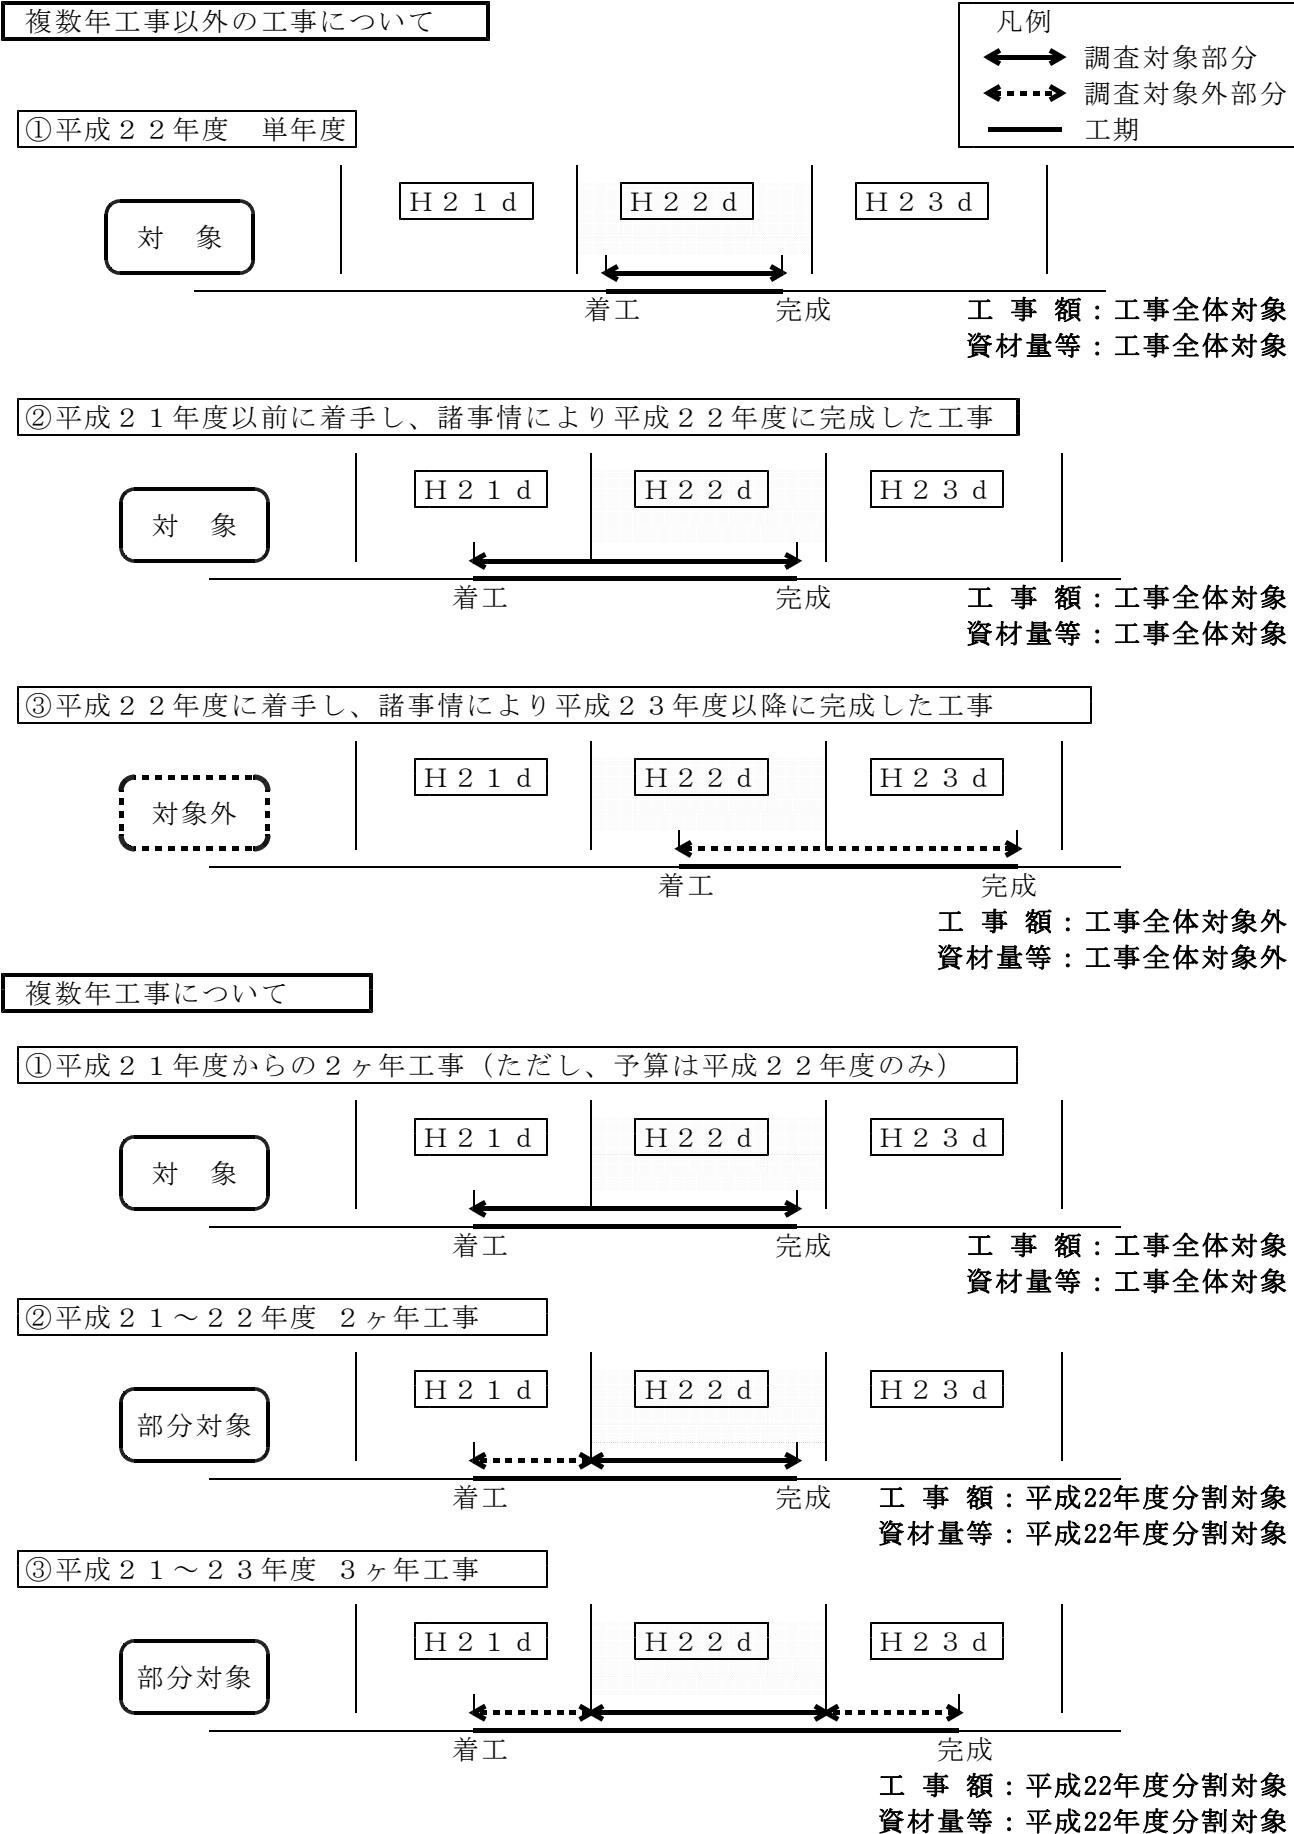 複数年工事以外の工事について
凡例
調査対象部分
調査対象外部分
工期
①平成２２年度　単年度
Ｈ２１ｄ
Ｈ２２ｄ
Ｈ２３ｄ
対　象
着工
完成
工 事 額：工事全体対象
資材量等：工事全体対象
②平成２１年度以前に着手し、諸事情により平成２２年度に完成した工事
Ｈ２１ｄ
Ｈ２２ｄ
Ｈ２３ｄ
対　象
着工
完成
工 事 額：工事全体対象
資材量等：工事全体対象
③平成２２年度に着手し、諸事情により平成２３年度以降に完成した工事
Ｈ２１ｄ
Ｈ２２ｄ
Ｈ２３ｄ
対象外
着工
完成
工 事 額：工事全体対象外
資材量等：工事全体対象外
複数年工事について
①平成２１年度からの２ヶ年工事（ただし、予算は平成２２年度のみ）
Ｈ２１ｄ
Ｈ２２ｄ
Ｈ２３ｄ
対　象
着工
完成
工 事 額：工事全体対象
資材量等：工事全体対象
②平成２１～２２年度 ２ヶ年工事
Ｈ２１ｄ
Ｈ２２ｄ
Ｈ２３ｄ
部分対象
着工
完成
工 事 額：平成22年度分割対象
資材量等：平成22年度分割対象
③平成２１～２３年度 ３ヶ年工事
Ｈ２１ｄ
Ｈ２２ｄ
Ｈ２３ｄ
部分対象
着工
完成
工 事 額：平成22年度分割対象
資材量等：平成22年度分割対象